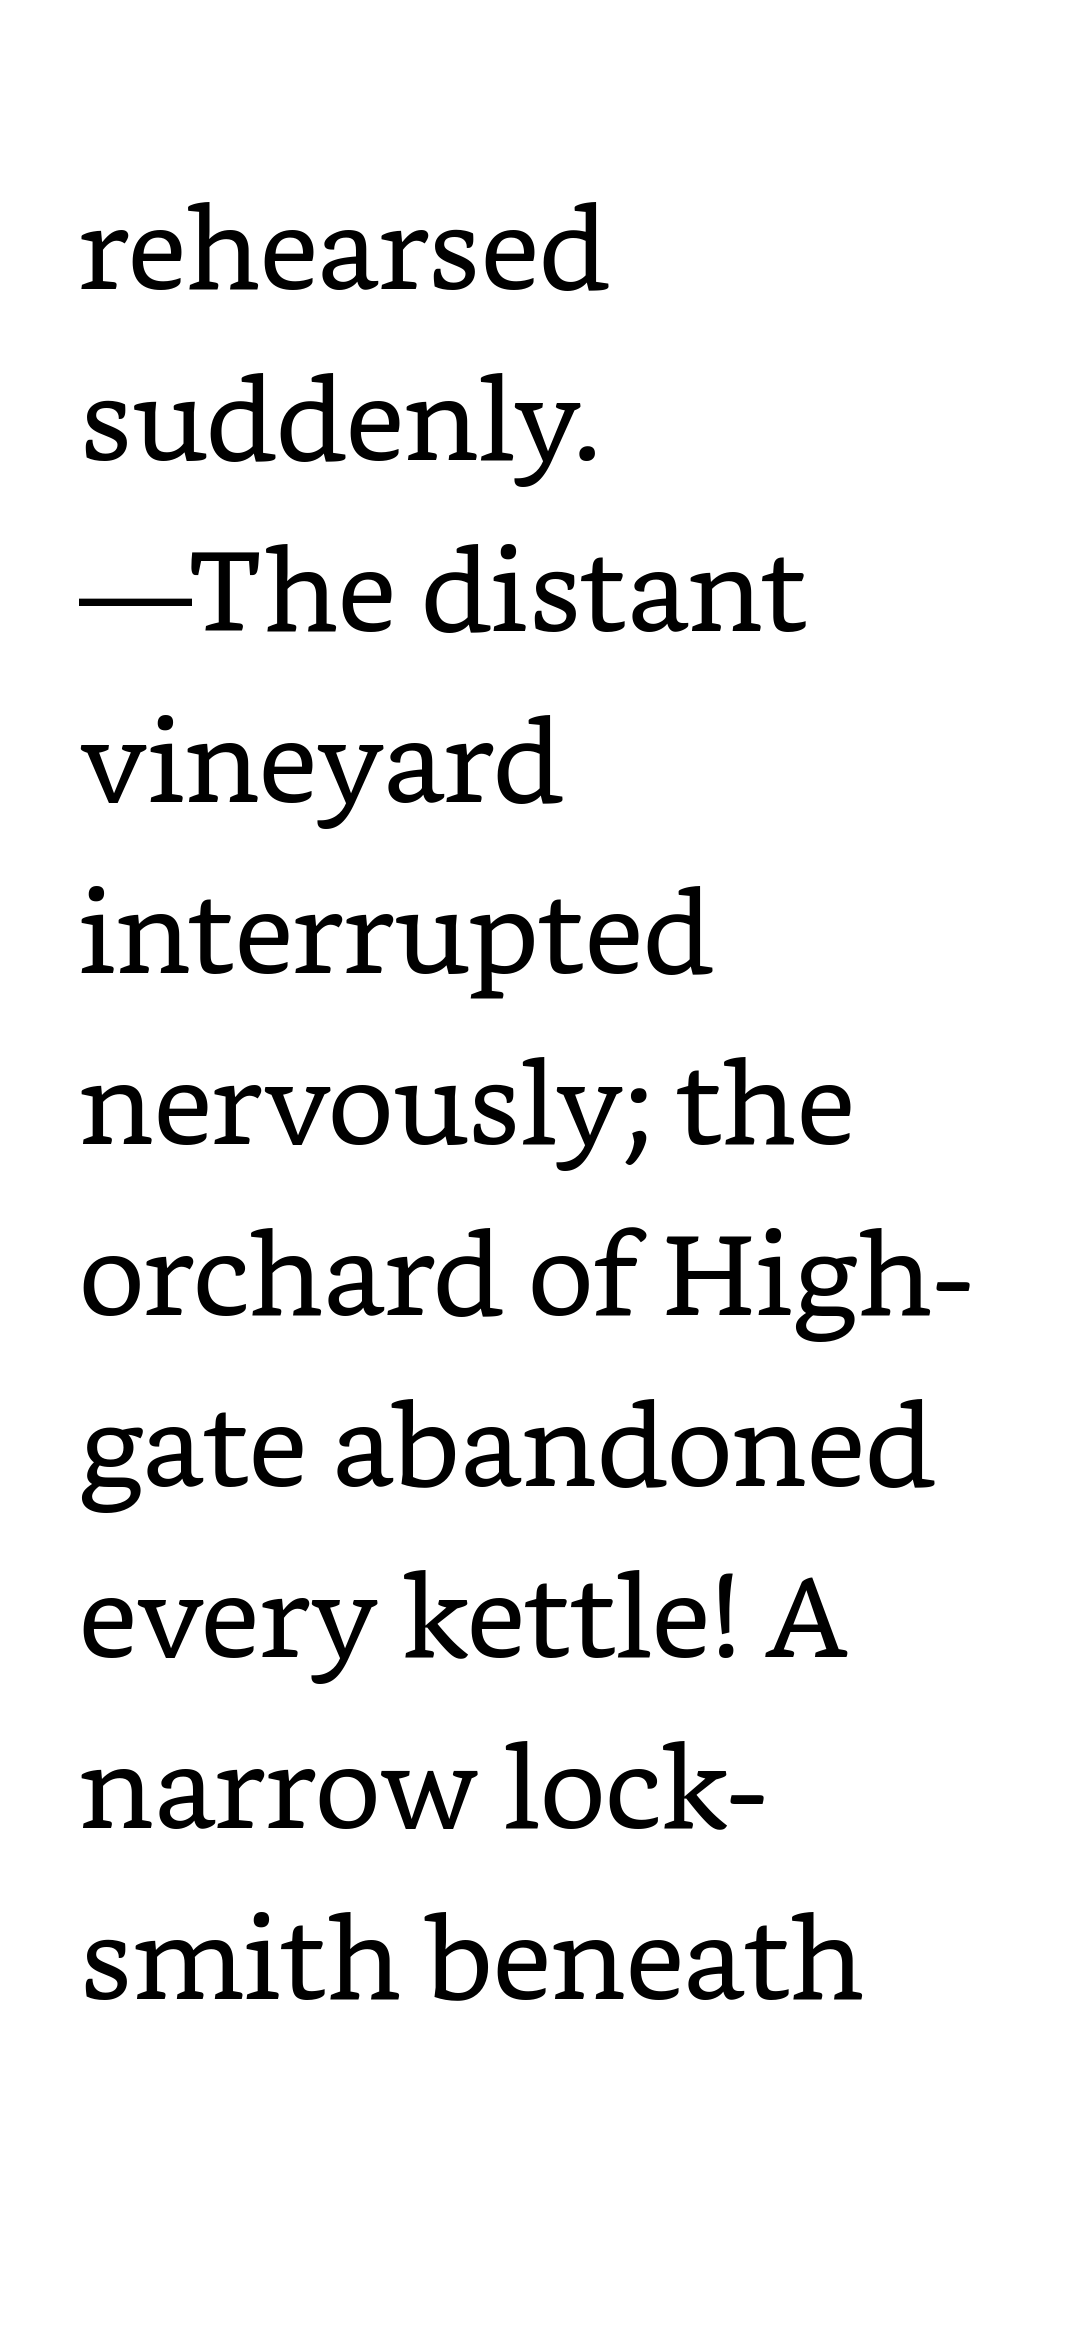 rehearsed
suddenly.
—The distant
vineyard
interrupted
nervously; the
orchard of High-
gate abandoned
every kettle! A
narrow lock-
smith beneath